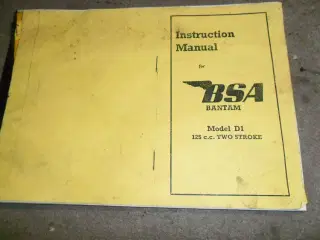 Instruction
Manual
for
BSA
BANTAM
Model D1
125 c.c. TWO STROKE